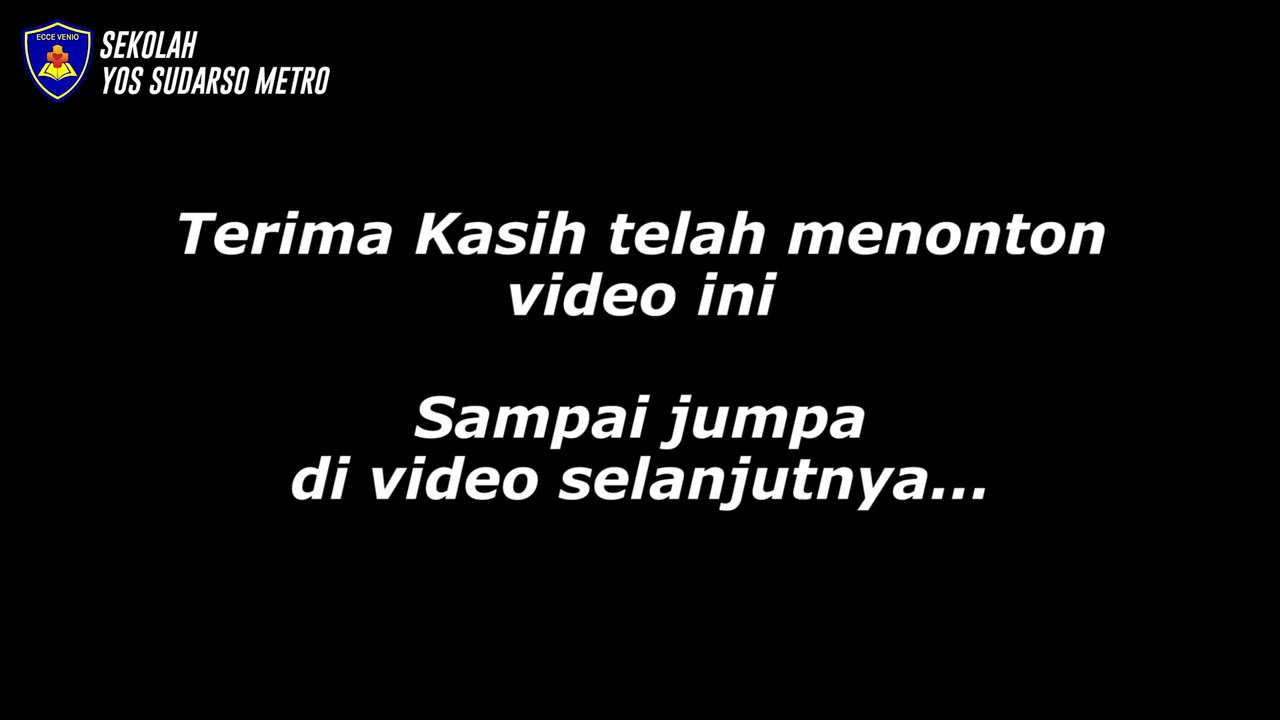 ECCE VENIO
SEKOLAH
YOS SUDARSO METRO
Terima Kasih telah menonton
video ini
Sampai jumpa
di video selanjutnya...